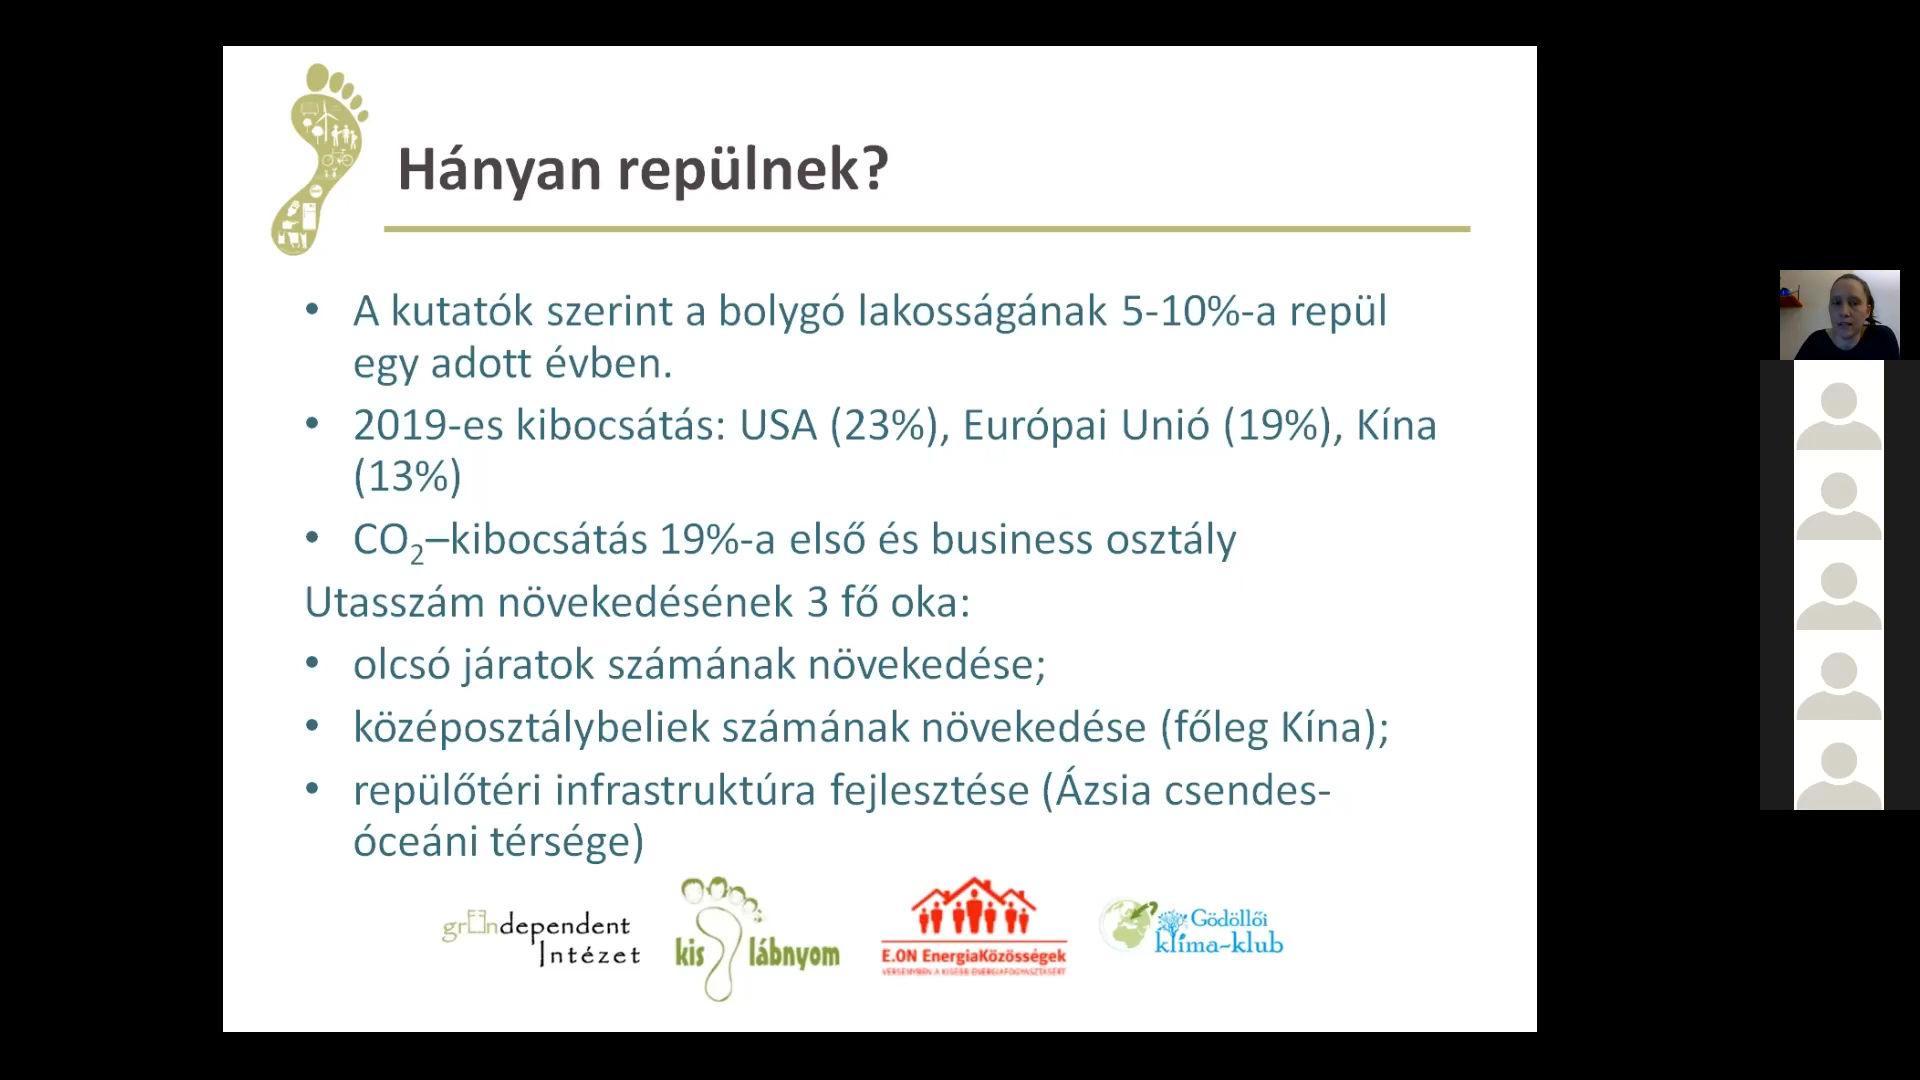 Hányan repülnek?
• A kutatók szerint a bolygó lakosságának 5-10%-a repül
egy adott évben.
• 2019-es kibocsátás: USA (23%), Európai Unió (19%), Kína
(13%)
• CO₂–kibocsátás 19%-a első és business osztály
Utasszám növekedésének 3 fő oka:
• olcsó járatok számának növekedése;
• középosztálybeliek számának növekedése (főleg Kína);
• repülőtéri infrastruktúra fejlesztése (Ázsia csendes-
óceáni térsége)
greendependent
Intézet
kis lábnyom
E.ON EnergiaKözösségek
VERSENYBEN A KISEBB ENERGIAFOGYASZTÁSÉRT
Gödöllői
klíma-klub